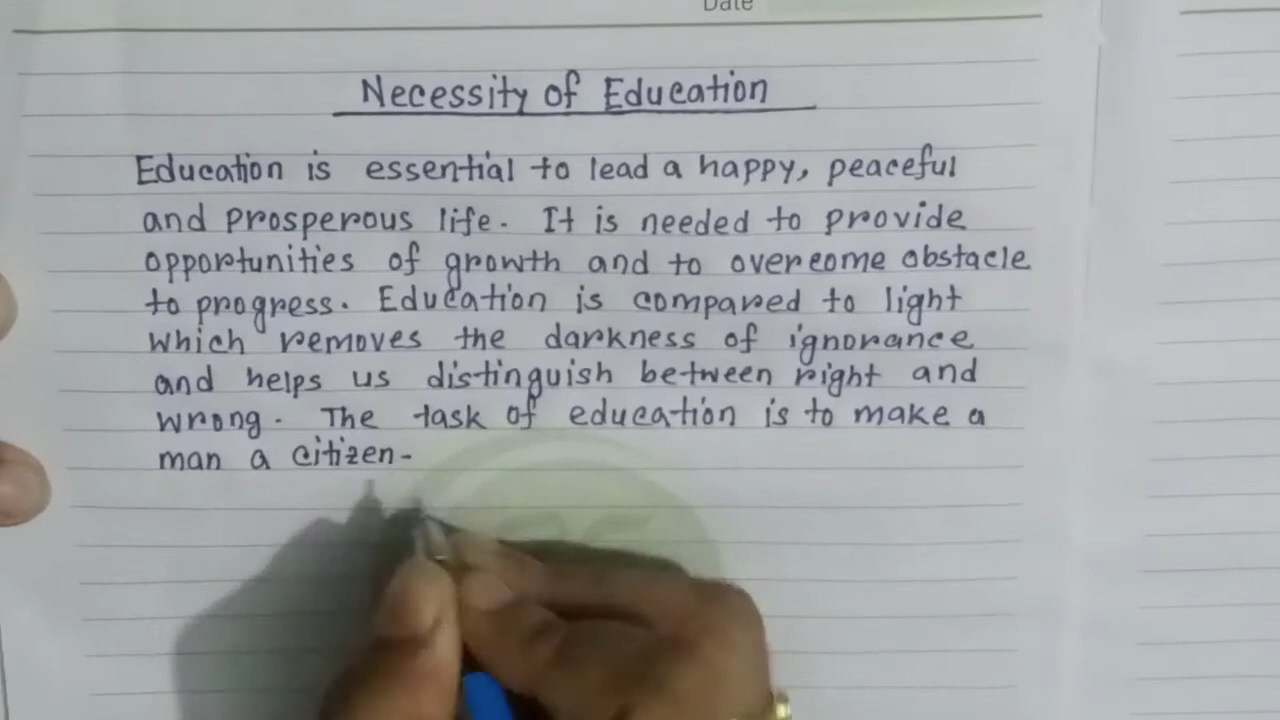 Date
Necessity of Education
Education is essential to lead a happy, peaceful
and prosperous life. It is needed to provide
opportunities of growth and to overcome obstacle
to progress. Education is compared to light
which removes the darkness of ignorance
and helps us distinguish between right and
wrong. The task of education is to make a
man a citizen.